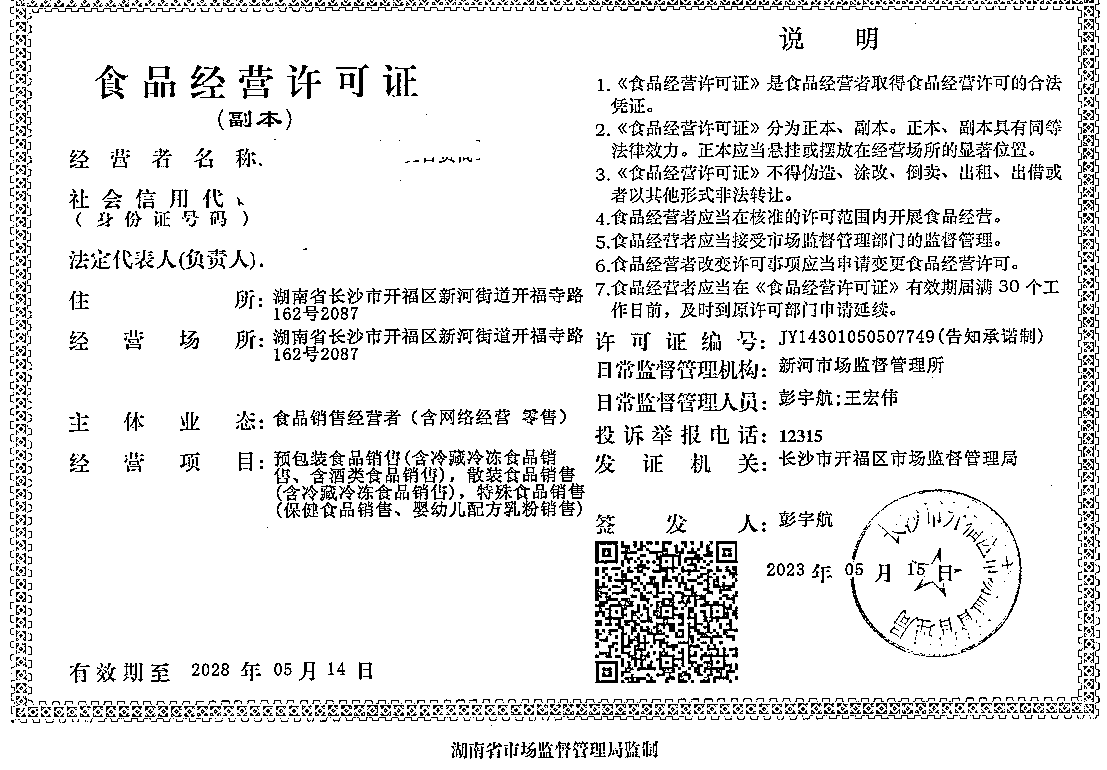 食品经营许可证
(副本)
经营者名称
社会信用代
(身份证号码)
法定代表人(负责人)
住所：湖南省长沙市开福区新河街道开福寺路
162号2087
经营场所：湖南省长沙市开福区新河街道开福寺路
162号2087
主体业态：食品销售经营者（含网络经营 零售）
经营项目：预包装食品销售(含冷藏冷冻食品销
售、含酒类食品销售)，散装食品销售
(含冷藏冷冻食品销售)，特殊食品销售
(保健食品销售、婴幼儿配方乳粉销售)
有效期至 2028 年 05 月 14 日
说 明
1.《食品经营许可证》是食品经营者取得食品经营许可的合法
凭证。
2.《食品经营许可证》分为正本、副本。正本、副本具有同等
法律效力。正本应当悬挂或摆放在经营场所的显著位置。
3.《食品经营许可证》不得伪造、涂改、倒卖、出租、出借或
者以其他形式非法转让。
4.食品经营者应当在核准的许可范围内开展食品经营。
5.食品经营者应当接受市场监督管理部门的监督管理。
6.食品经营者改变许可事项应当申请变更食品经营许可。
7.食品经营者应当在《食品经营许可证》有效期届满 30 个工
作日前，及时到原许可部门申请延续。
许可证编号：JY14301050507749(告知承诺制)
日常监督管理机构：新河市场监督管理所
日常监督管理人员：彭宇航;王宏伟
投诉举报电话：12315
发证机关：长沙市开福区市场监督管理局
签发人：彭宇航
2023 年 05 月 15 日
长沙市开福区市场监督管理局
湖南省市场监督管理局监制